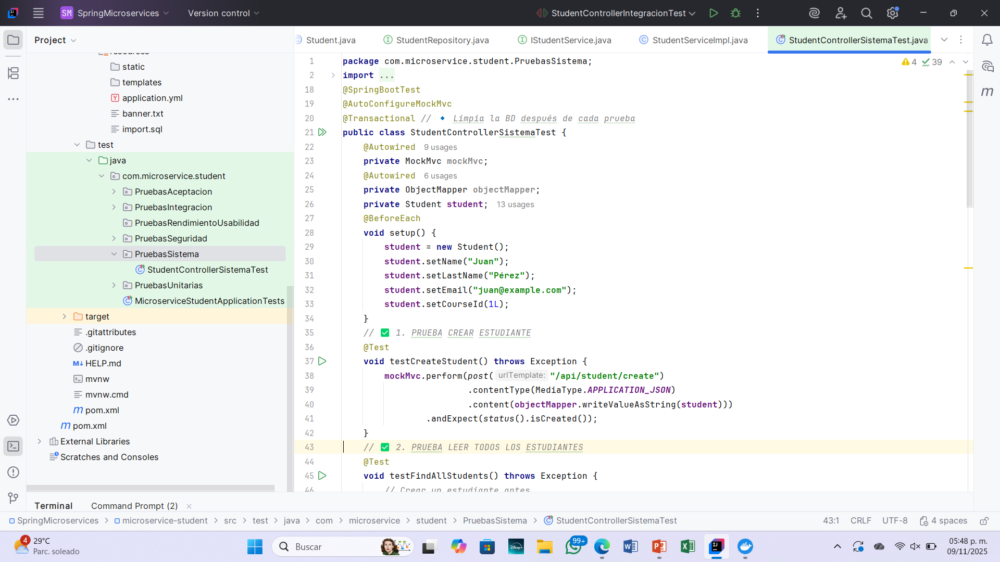 SM SpringMicroservices Version control StudentControllerIntegracionTest
Project
resources
static
templates
application.yml
banner.txt
import.sql
test
java
com.microservice.student
PruebasAceptacion
PruebasIntegracion
PruebasRendimientoUsabilidad
PruebasSeguridad
PruebasSistema
StudentControllerSistemaTest
PruebasUnitarias
MicroserviceStudentApplicationTests
target
.gitattributes
.gitignore
HELP.md
mvnw
mvnw.cmd
pom.xml
pom.xml
External Libraries
Scratches and Consoles
Student.java StudentRepository.java IStudentService.java StudentServiceImpl.java StudentControllerSistemaTest.java
4 39
1 package com.microservice.student.PruebasSistema;
2 import ...
18 @SpringBootTest
19 @AutoConfigureMockMvc
20 @Transactional // 🔹 Limpia la BD después de cada prueba
21 public class StudentControllerSistemaTest {
22 @Autowired 9 usages
23 private MockMvc mockMvc;
24 @Autowired 6 usages
25 private ObjectMapper objectMapper;
26 private Student student; 13 usages
27 @BeforeEach
28 void setup() {
29 student = new Student();
30 student.setName("Juan");
31 student.setLastName("Pérez");
32 student.setEmail("juan@example.com");
33 student.setCourseId(1L);
34 }
35 // ✅ 1. PRUEBA CREAR ESTUDIANTE
36 @Test
37 void testCreateStudent() throws Exception {
38 mockMvc.perform(post( urlTemplate: "/api/student/create")
39 .contentType(MediaType.APPLICATION_JSON)
40 .content(objectMapper.writeValueAsString(student)))
41 .andExpect(status().isCreated());
42 }
43 // ✅ 2. PRUEBA LEER TODOS LOS ESTUDIANTES
44 @Test
45 void testFindAllStudents() throws Exception {
46 // Crear un estudiante antes
Terminal Command Prompt (2)
SpringMicroservices > microservice-student > src > test > java > com > microservice > student > PruebasSistema > StudentControllerSistemaTest 43:1 CRLF UTF-8 4 spaces
4 29°C
Parc. soleado
Buscar
Disney+
99+
05:48 p. m.
09/11/2025